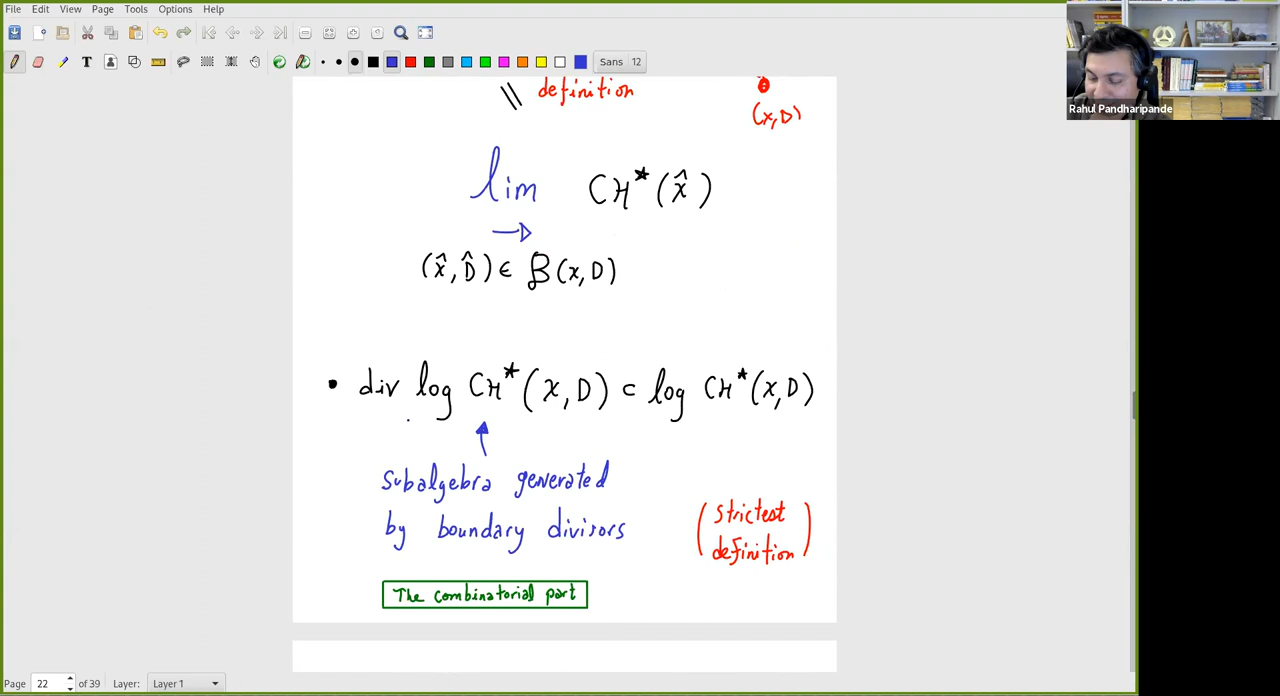 File Edit View Page Tools Options Help
Sans 12
definition
(X,D)
lim CH*(X̂)
(X̂, D̂) ∈ B(X,D)
• div log CH*(X,D) ⊂ log CH*(X,D)
subalgebra generated
by boundary divisors
(strictest
definition)
The combinatorial part
Page 22 of 39 Layer: Layer 1
Rahul Pandharipande